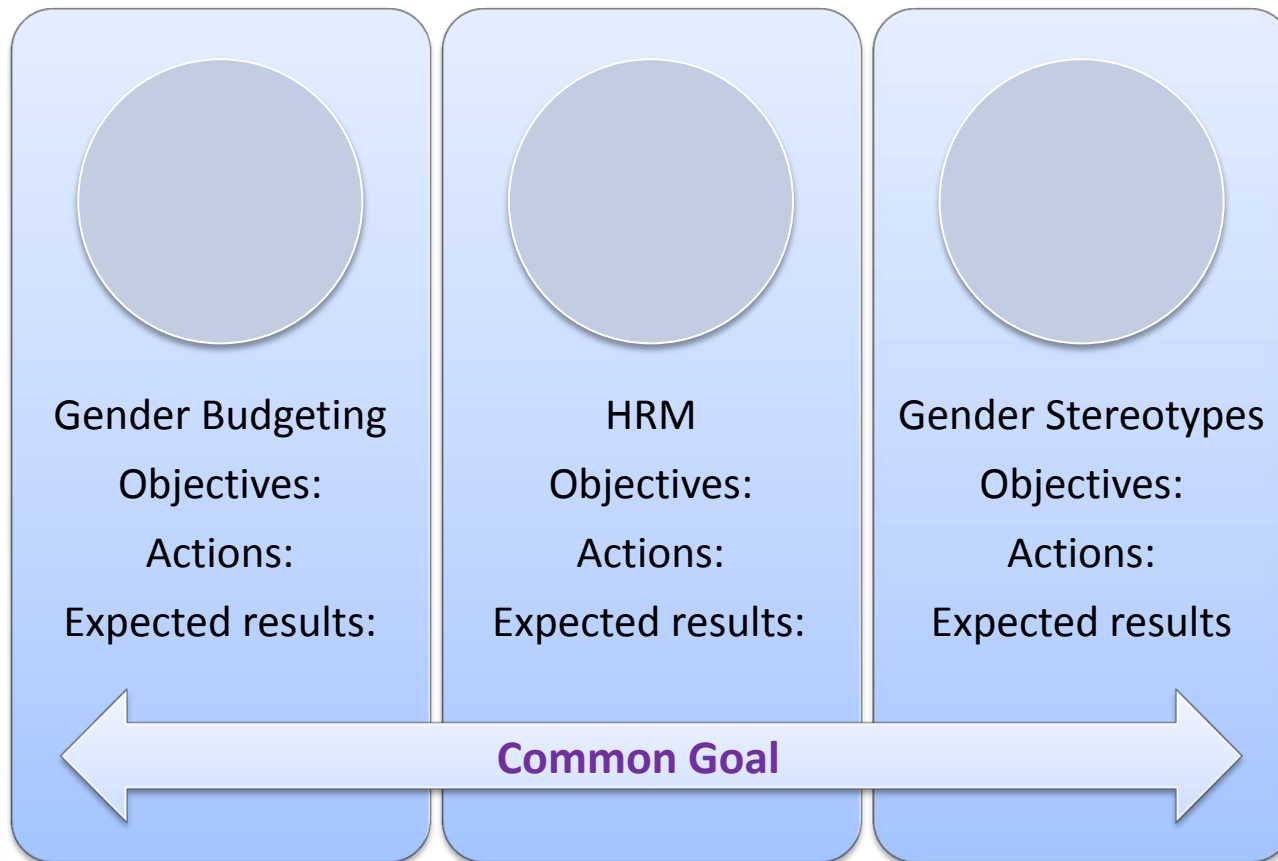 Gender Budgeting
Objectives:
Actions:
Expected results:
HRM
Objectives:
Actions:
Expected results:
Gender Stereotypes
Objectives:
Actions:
Expected results
Common Goal